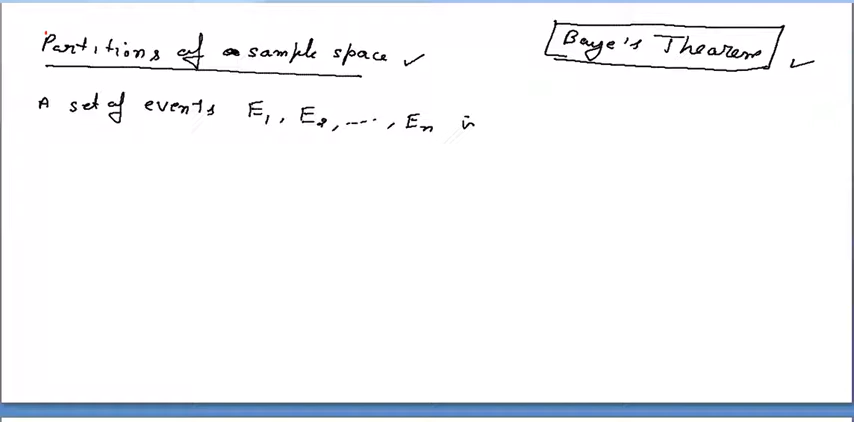 Partitions of a sample space ✓
Baye's Theorem ✓
A set of events E₁, E₂, ...., Eₙ is